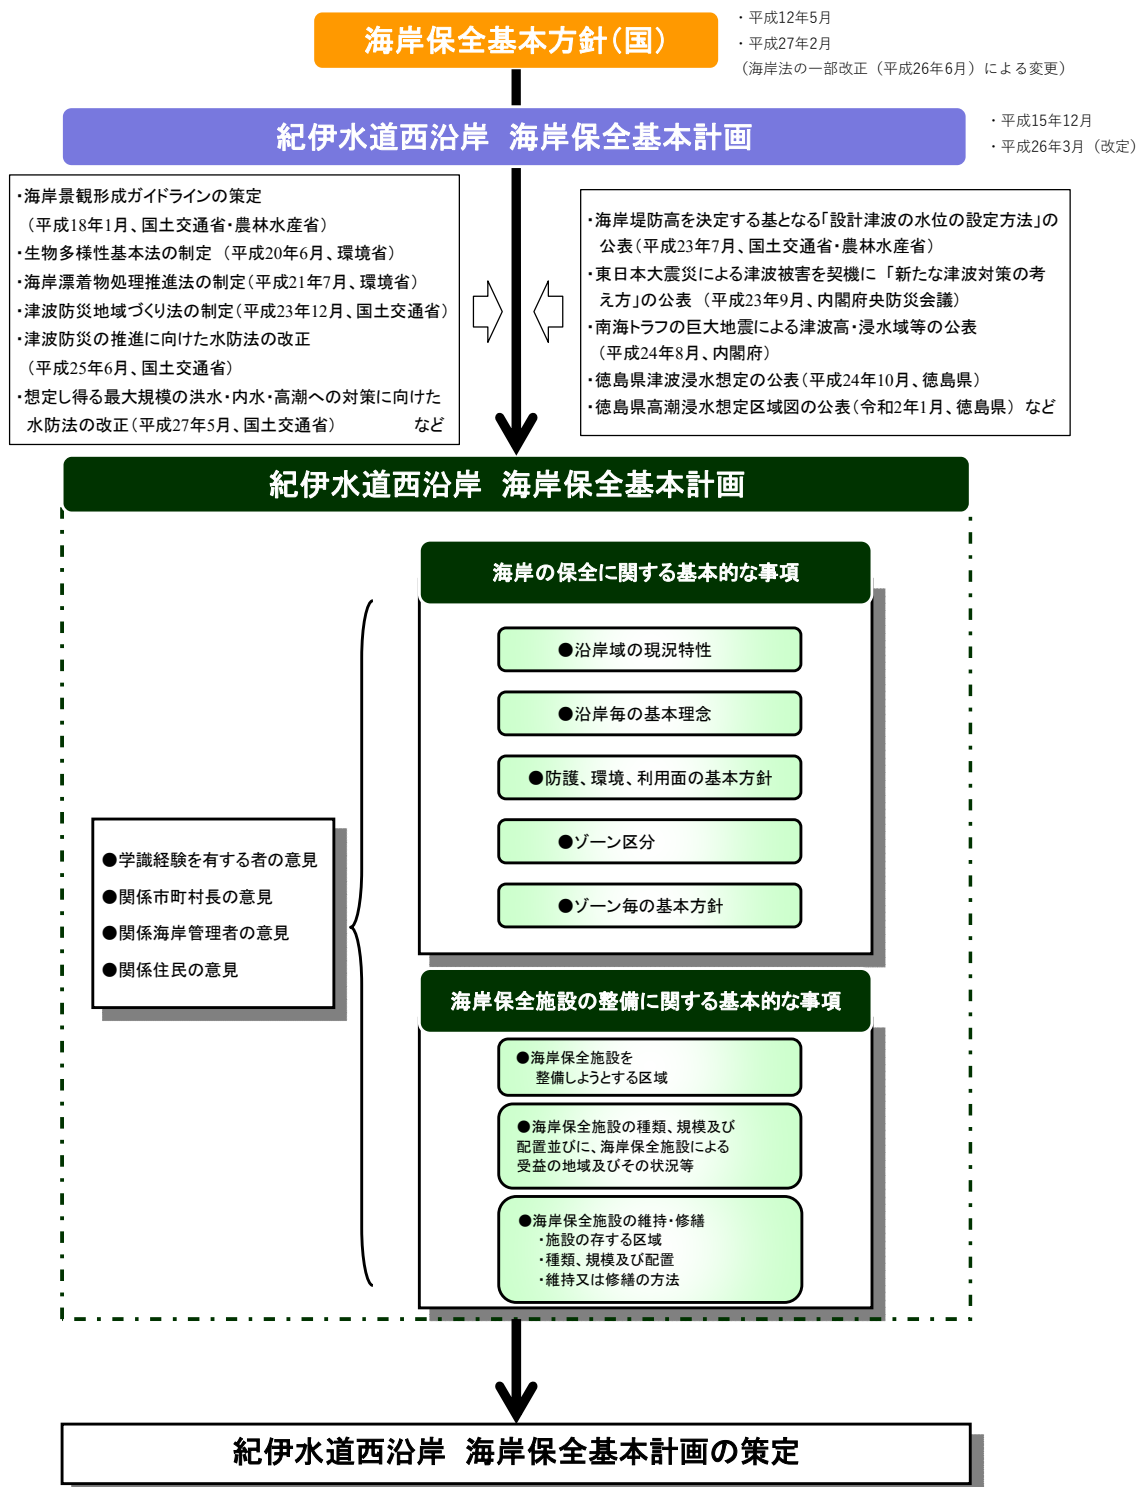 海岸保全基本方針(国)
・平成12年5月
・平成27年2月
(海岸法の一部改正(平成26年6月)による変更)
紀伊水道西沿岸 海岸保全基本計画
・平成15年12月
・平成26年3月(改定)
・海岸景観形成ガイドラインの策定
(平成18年1月、国土交通省・農林水産省)
・生物多様性基本法の制定 (平成20年6月、環境省)
・海岸漂着物処理推進法の制定(平成21年7月、環境省)
・津波防災地域づくり法の制定(平成23年12月、国土交通省)
・津波防災の推進に向けた水防法の改正
(平成25年6月、国土交通省)
・想定し得る最大規模の洪水・内水・高潮への対策に向けた
水防法の改正(平成27年5月、国土交通省) など
・海岸堤防高を決定する基となる「設計津波の水位の設定方法」の
公表(平成23年7月、国土交通省・農林水産省)
・東日本大震災による津波被害を契機に 「新たな津波対策の考
え方」の公表 (平成23年9月、内閣府央防災会議)
・南海トラフの巨大地震による津波高・浸水域等の公表
(平成24年8月、内閣府)
・徳島県津波浸水想定の公表(平成24年10月、徳島県)
・徳島県高潮浸水想定区域図の公表(令和2年1月、徳島県) など
紀伊水道西沿岸 海岸保全基本計画
海岸の保全に関する基本的な事項
●沿岸域の現況特性
●沿岸毎の基本理念
●防護、環境、利用面の基本方針
●ゾーン区分
●ゾーン毎の基本方針
●学識経験を有する者の意見
●関係市町村長の意見
●関係海岸管理者の意見
●関係住民の意見
海岸保全施設の整備に関する基本的な事項
●海岸保全施設を
整備しようとする区域
●海岸保全施設の種類、規模及び
配置並びに、海岸保全施設による
受益の地域及びその状況等
●海岸保全施設の維持・修繕
・施設の存する区域
・種類、規模及び配置
・維持又は修繕の方法
紀伊水道西沿岸 海岸保全基本計画の策定